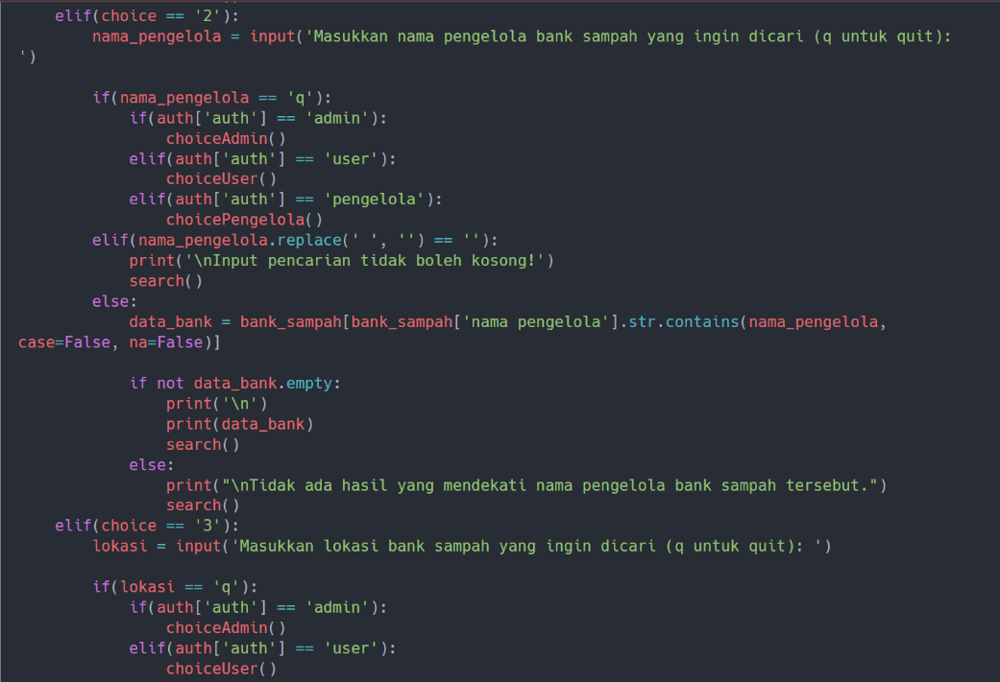 elif(choice == '2'):
        nama_pengelola = input('Masukkan nama pengelola bank sampah yang ingin dicari (q untuk quit):
')
        if(nama_pengelola == 'q'):
            if(auth['auth'] == 'admin'):
                choiceAdmin()
            elif(auth['auth'] == 'user'):
                choiceUser()
            elif(auth['auth'] == 'pengelola'):
                choicePengelola()
        elif(nama_pengelola.replace(' ', '') == ''):
            print('\nInput pencarian tidak boleh kosong!')
            search()
        else:
            data_bank = bank_sampah[bank_sampah['nama pengelola'].str.contains(nama_pengelola,
case=False, na=False)]
            if not data_bank.empty:
                print('\n')
                print(data_bank)
                search()
            else:
                print("\nTidak ada hasil yang mendekati nama pengelola bank sampah tersebut.")
                search()
    elif(choice == '3'):
        lokasi = input('Masukkan lokasi bank sampah yang ingin dicari (q untuk quit): ')
        if(lokasi == 'q'):
            if(auth['auth'] == 'admin'):
                choiceAdmin()
            elif(auth['auth'] == 'user'):
                choiceUser()